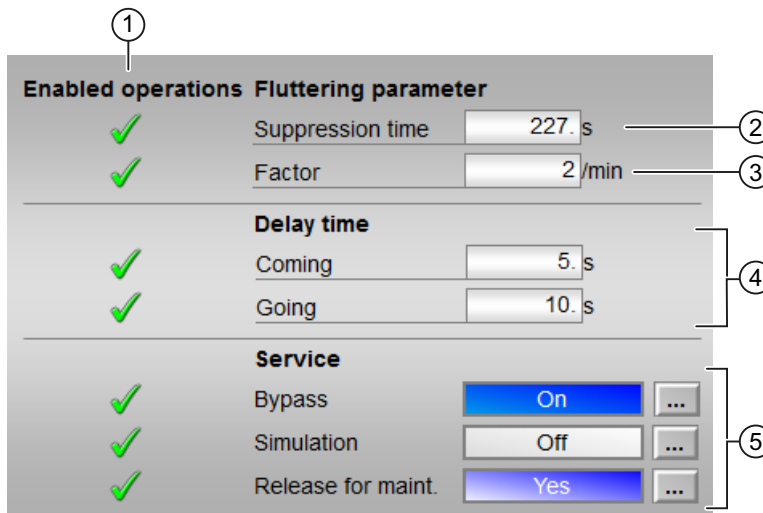 1
Enabled operations Fluttering parameter
Suppression time 227. s 2
Factor 2 /min 3
Delay time
Coming 5. s
4
Going 10. s
Service
Bypass On ...
Simulation Off ... 5
Release for maint. Yes ...